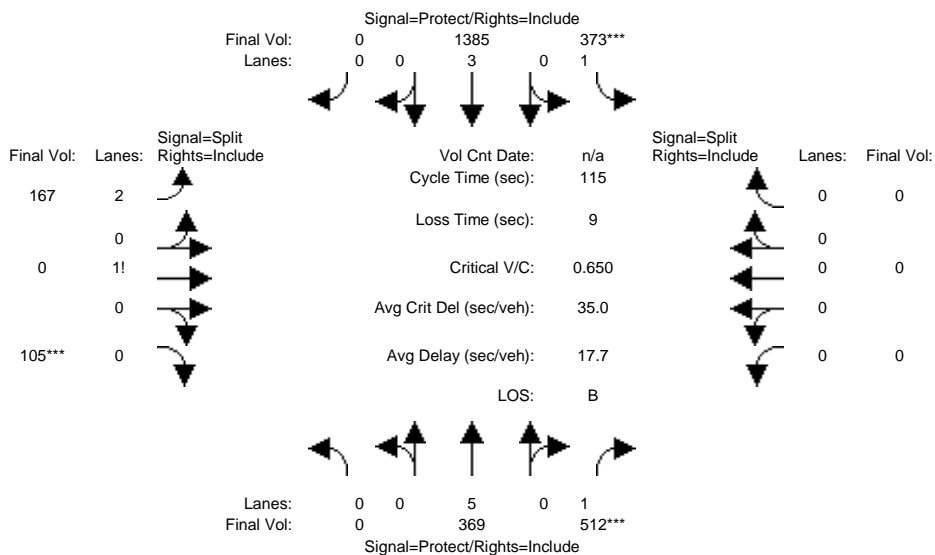 Signal=Protect/Rights=Include
Final Vol: 0 1385 373***
Lanes: 0 0 3 0 1
Signal=Split Signal=Split
Final Vol: Lanes: Rights=Include Vol Cnt Date: n/a Rights=Include Lanes: Final Vol:
Cycle Time (sec): 115
167 2 0 0
Loss Time (sec): 9
0 0
0 1! Critical V/C: 0.650 0 0
0 Avg Crit Del (sec/veh): 35.0 0
105*** 0 Avg Delay (sec/veh): 17.7 0 0
LOS: B
Lanes: 0 0 5 0 1
Final Vol: 0 369 512***
Signal=Protect/Rights=Include